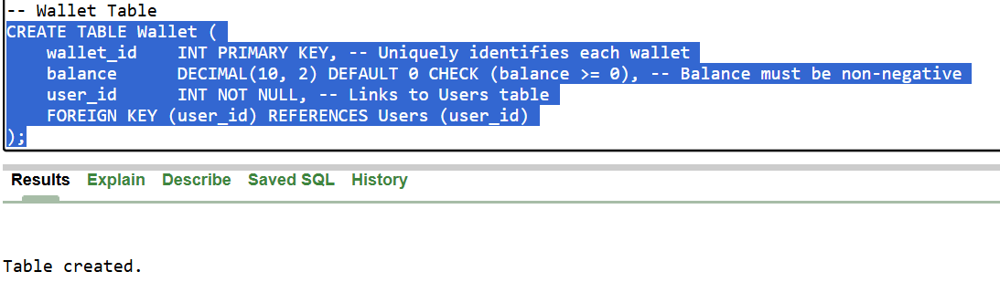 -- Wallet Table
CREATE TABLE Wallet (
    wallet_id    INT PRIMARY KEY, -- Uniquely identifies each wallet
    balance      DECIMAL(10, 2) DEFAULT 0 CHECK (balance >= 0), -- Balance must be non-negative
    user_id      INT NOT NULL, -- Links to Users table
    FOREIGN KEY (user_id) REFERENCES Users (user_id)
);
Results Explain Describe Saved SQL History
Table created.